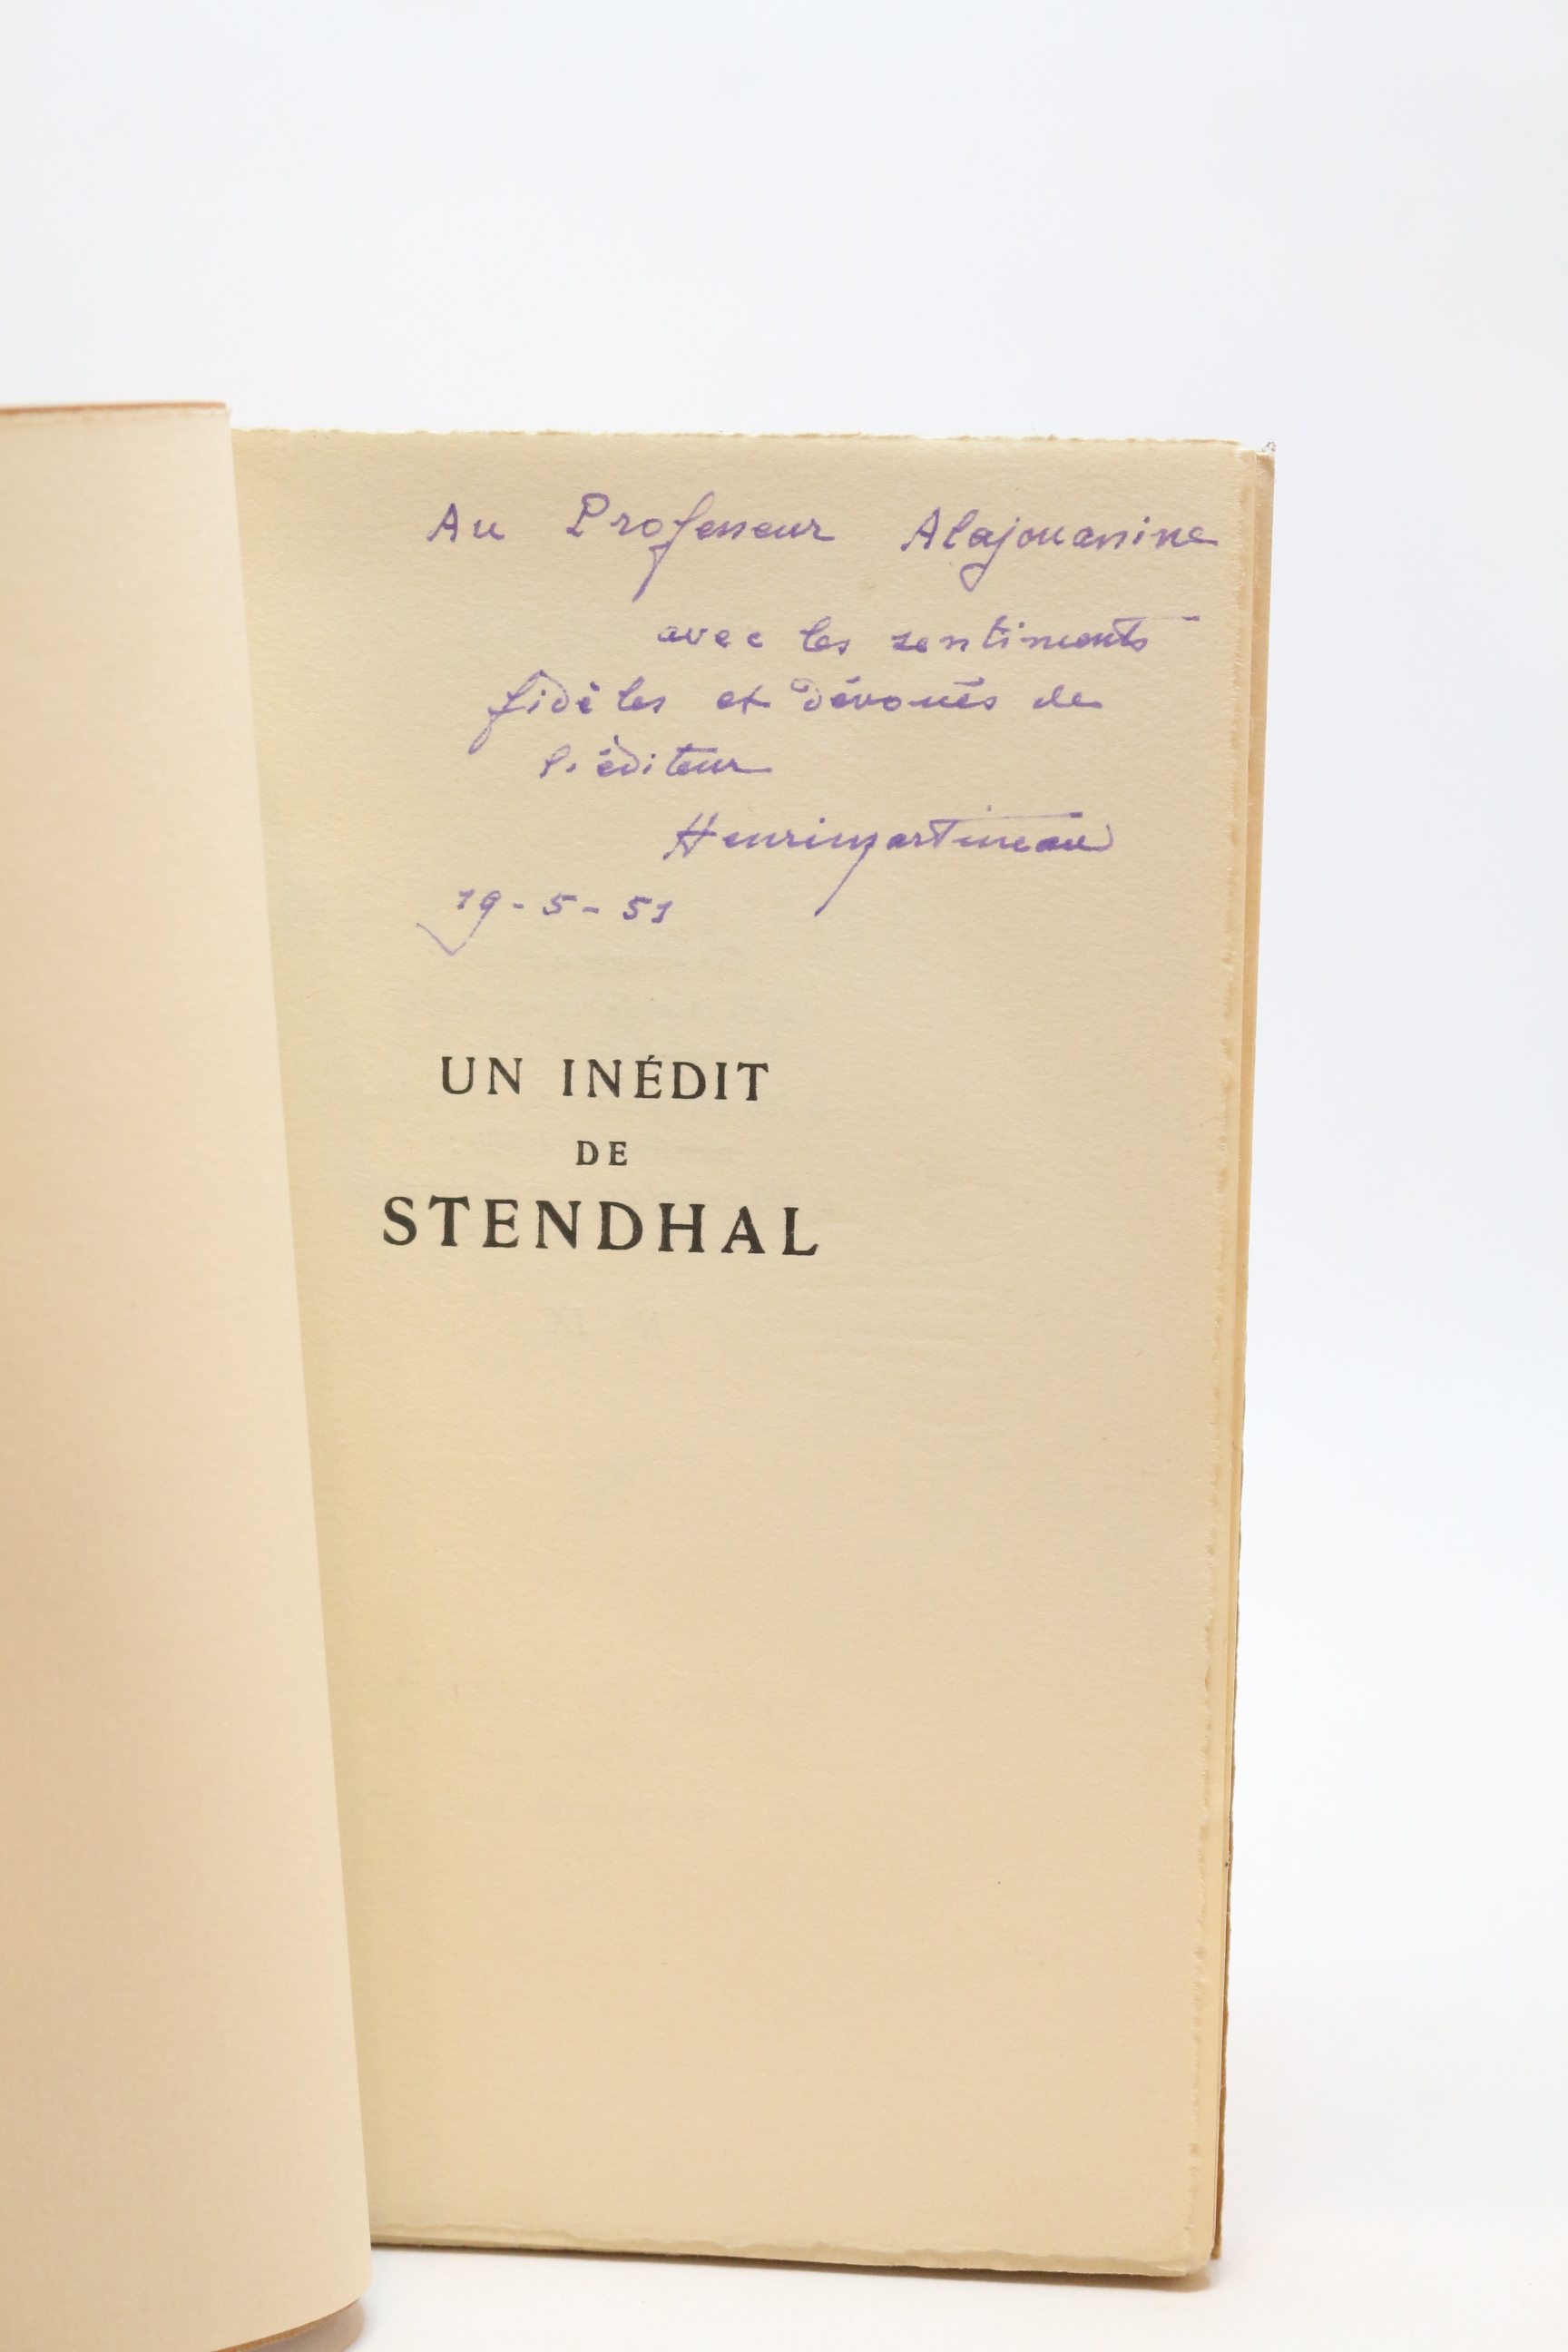 Au Professeur Alajouanine
avec les sentiments
fidèles et dévoués de
l'éditeur
Henri Martineau
19-5-51
UN INÉDIT
DE
STENDHAL